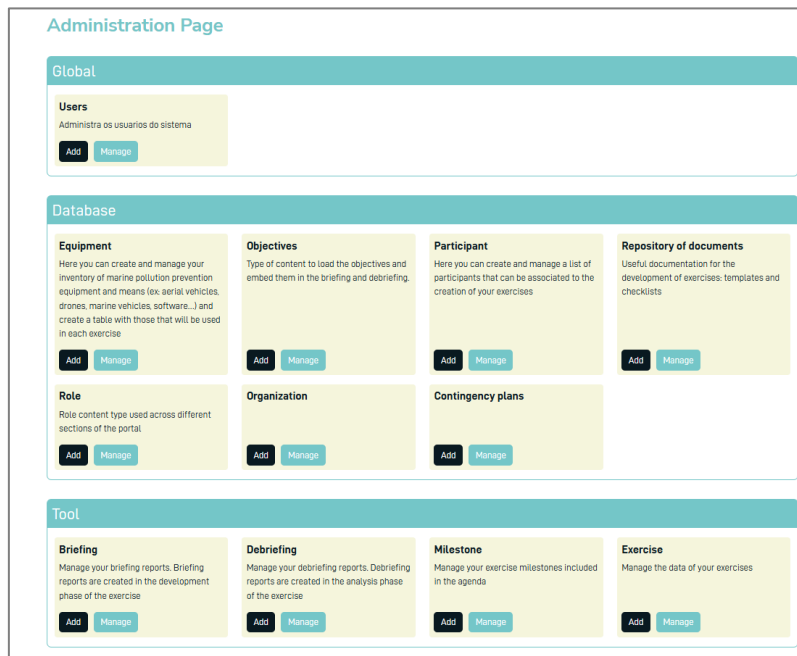 Administration Page
Global
Users
Administra os usuarios do sistema
Add Manage
Database
Equipment
Here you can create and manage your
inventory of marine pollution prevention
equipment and means (ex: aerial vehicles,
drones, marine vehicles, software...) and
create a table with those that will be used
in each exercise
Add Manage
Objectives
Type of content to load the objectives and
embed them in the briefing and debriefing.
Add Manage
Participant
Here you can create and manage a list of
participants that can be associated to the
creation of your exercises
Add Manage
Repository of documents
Useful documentation for the
development of exercises: templates and
checklists
Add Manage
Role
Role content type used across different
sections of the portal
Add Manage
Organization
Add Manage
Contingency plans
Add Manage
Tool
Briefing
Manage your briefing reports. Briefing
reports are created in the development
phase of the exercise
Add Manage
Debriefing
Manage your debriefing reports. Debriefing
reports are created in the analysis phase
of the exercise
Add Manage
Milestone
Manage your exercise milestones included
in the agenda
Add Manage
Exercise
Manage the data of your exercises
Add Manage